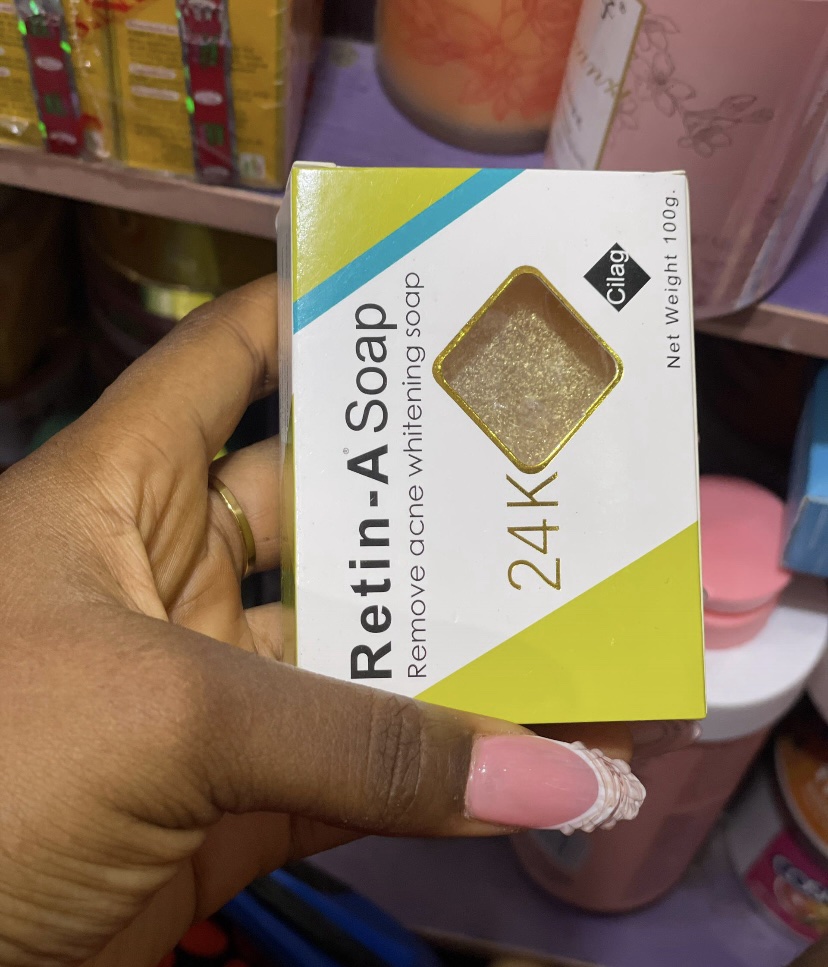 Retin-A® Soap
Remove acne whitening soap
24K
Cilag
Net Weight 100g.